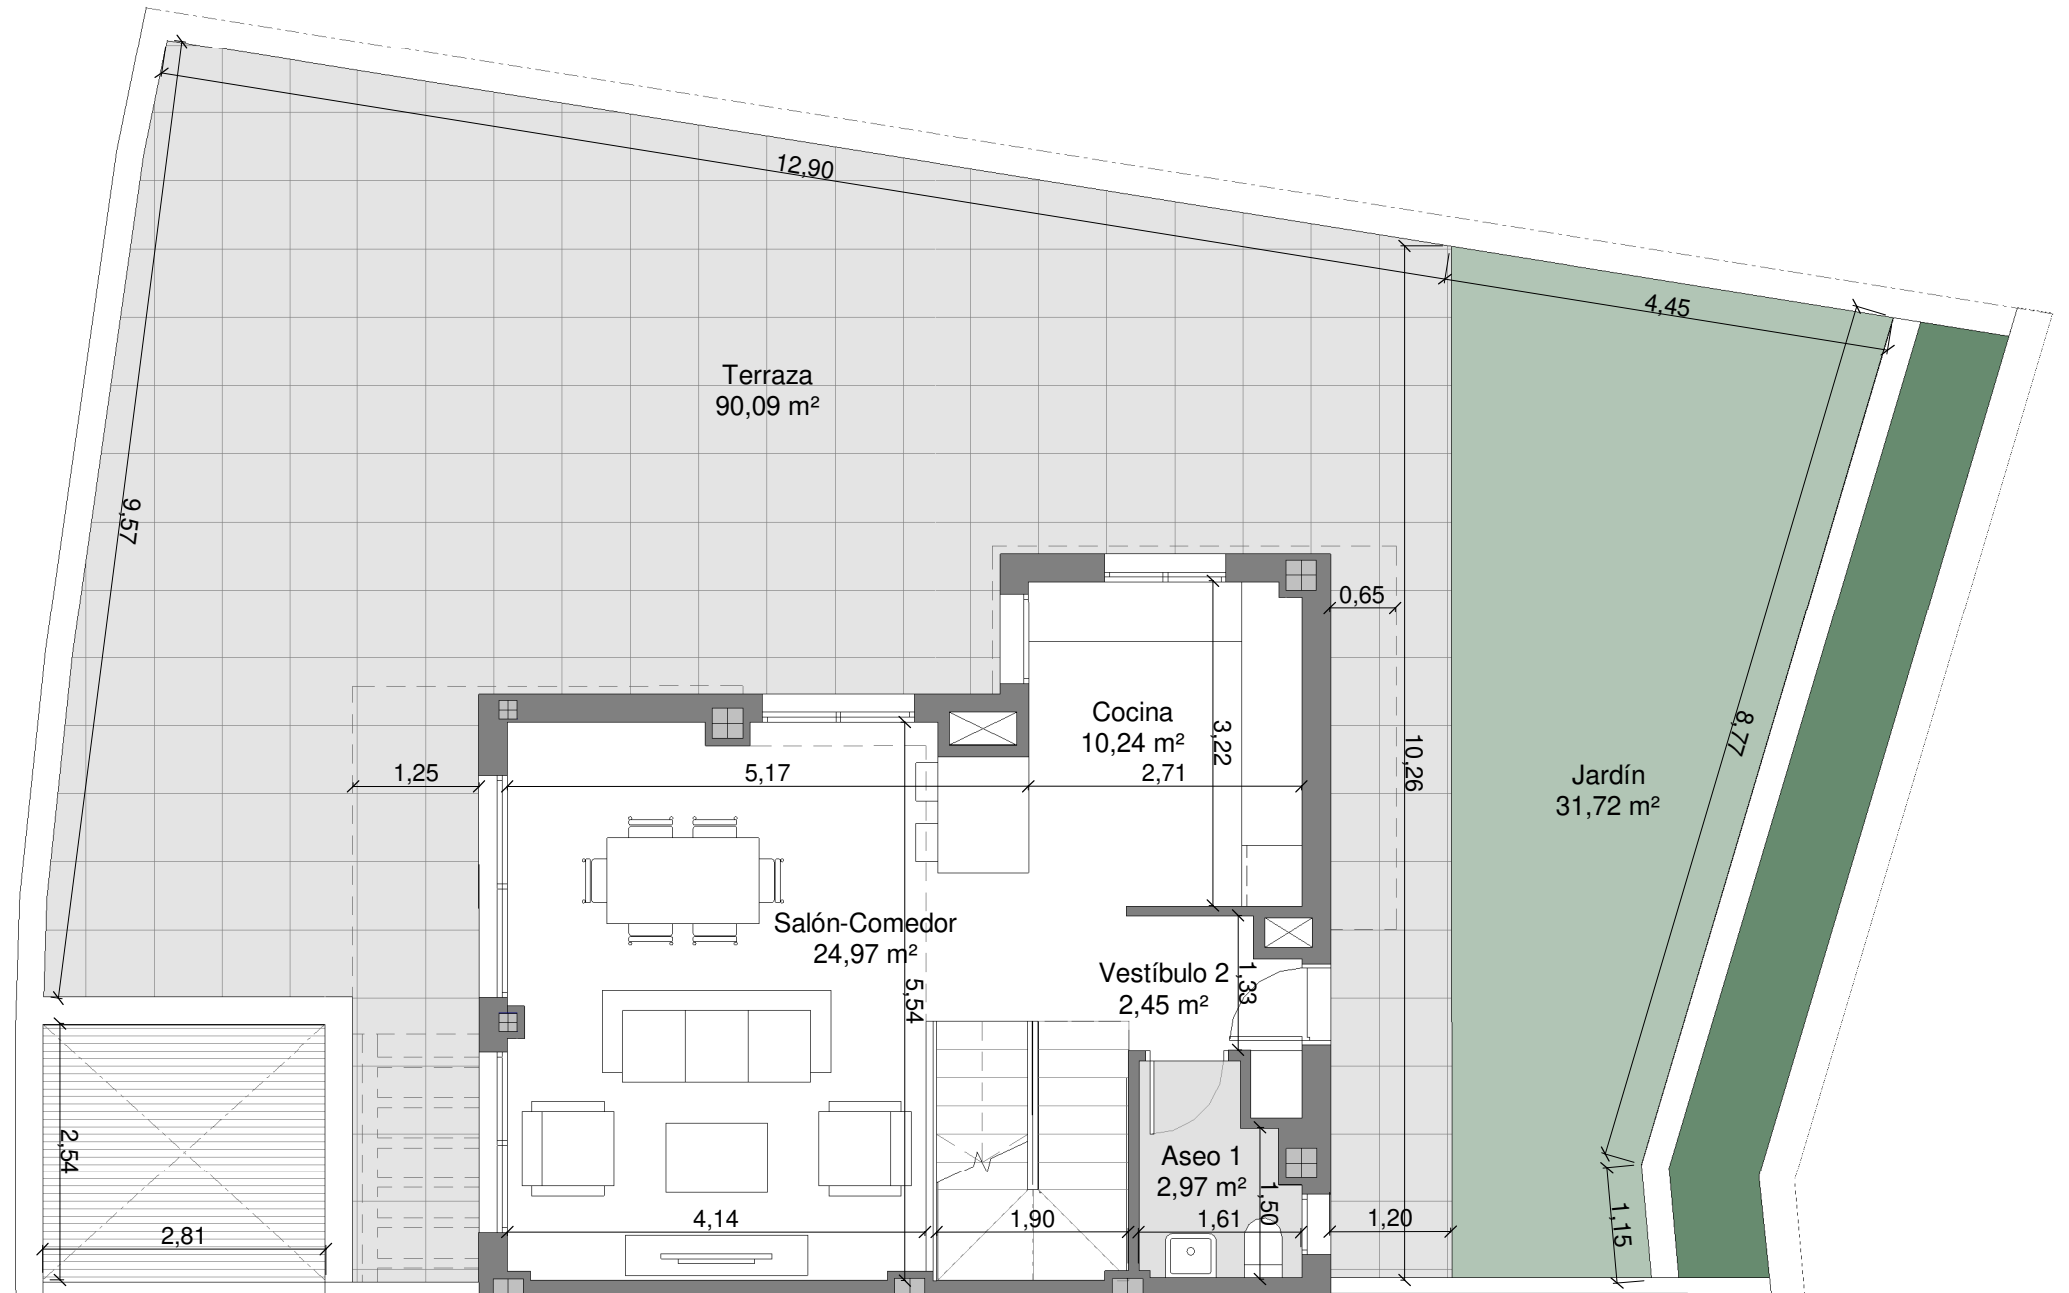 12,90
4,45
Terraza
90,09 m²
9,57
0,65
Cocina
10,24 m²
3,22
8,77
10,26
1,25
5,17
2,71
Jardín
31,72 m²
Salón-Comedor
24,97 m²
Vestíbulo 2
2,45 m²
1,33
5,54
2,54
Aseo 1
2,97 m²
1,50
4,14
1,90
1,61
1,20
1,15
2,81